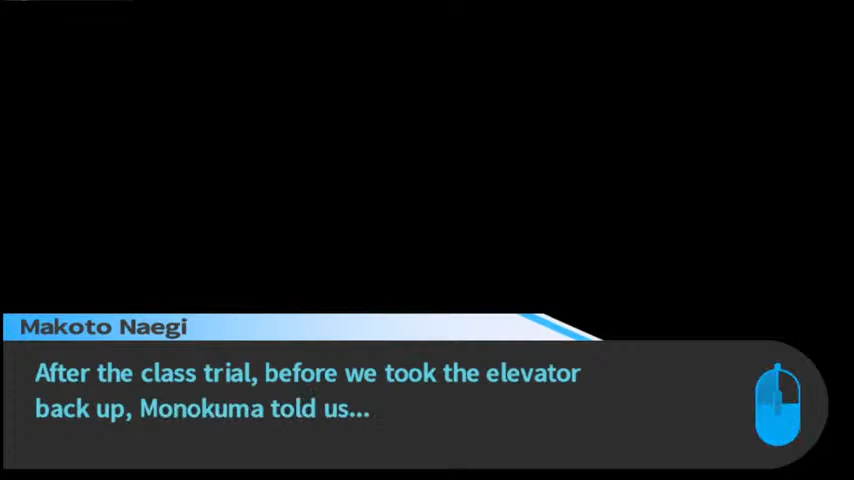 Makoto Naegi
After the class trial, before we took the elevator
back up, Monokuma told us...